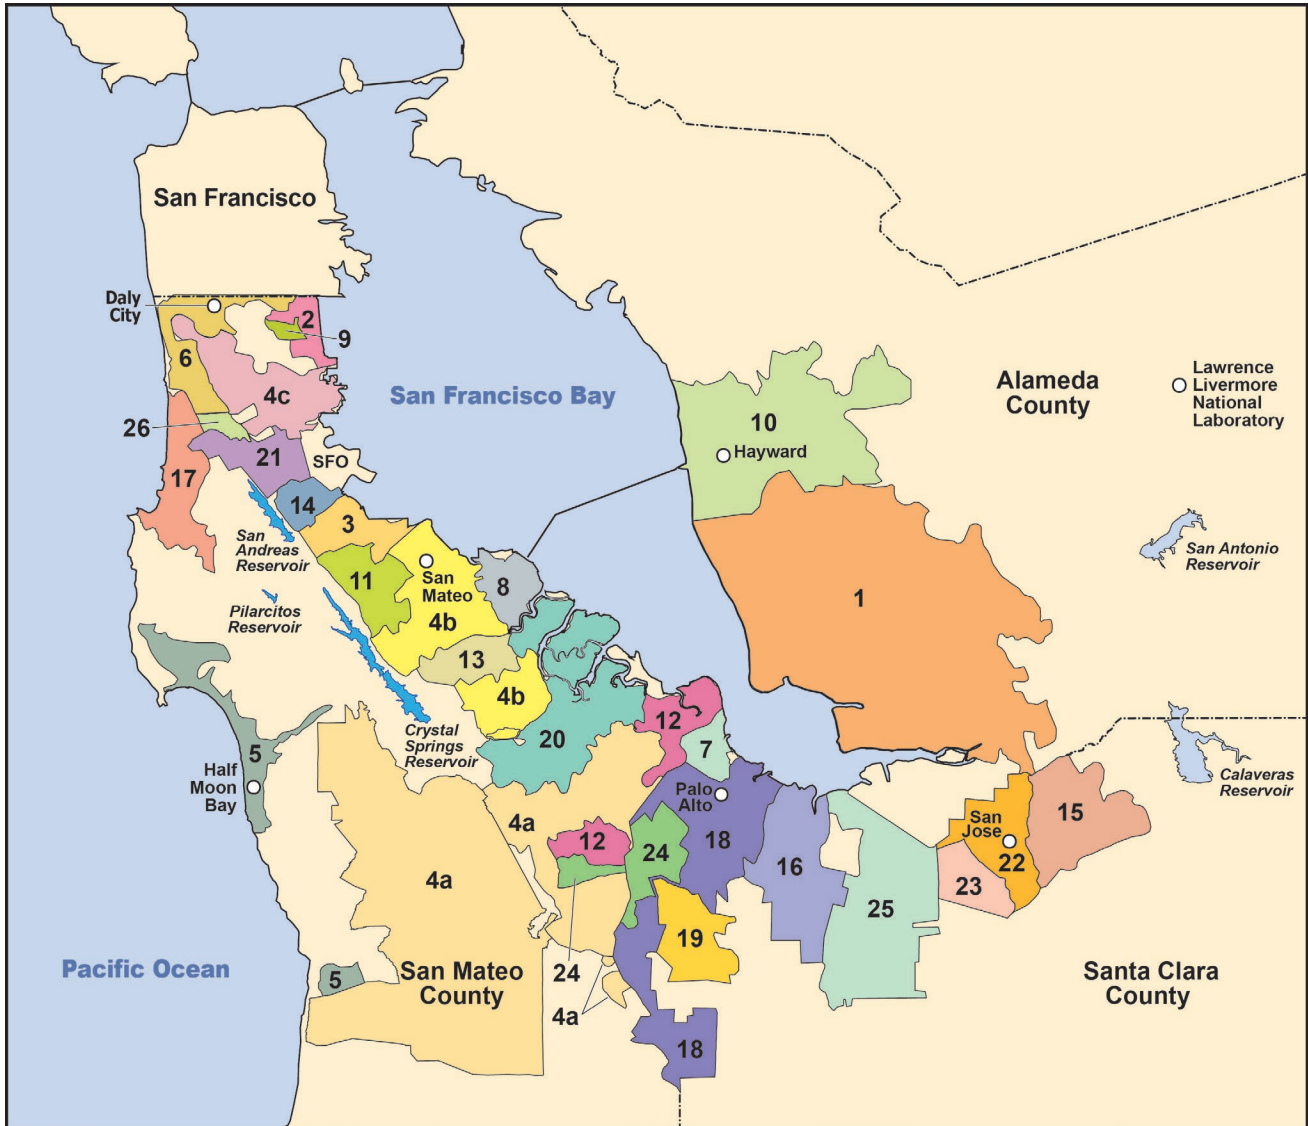 San Francisco
Daly
City
2
9
6
4c
26
21
SFO
17
14
3
San
Andreas
Reservoir
San Francisco Bay
10
Hayward
Alameda
County
Lawrence
Livermore
National
Laboratory
San Antonio
Reservoir
1
11
San
Mateo
8
4b
Pilarcitos
Reservoir
13
4b
Crystal
Springs
Reservoir
20
12
7
5
Half
Moon
Bay
Palo
Alto
Calaveras
Reservoir
4a
12
24
18
16
San
Jose
15
22
23
4a
25
19
24
Pacific Ocean
5
San Mateo
County
4a
18
Santa Clara
County